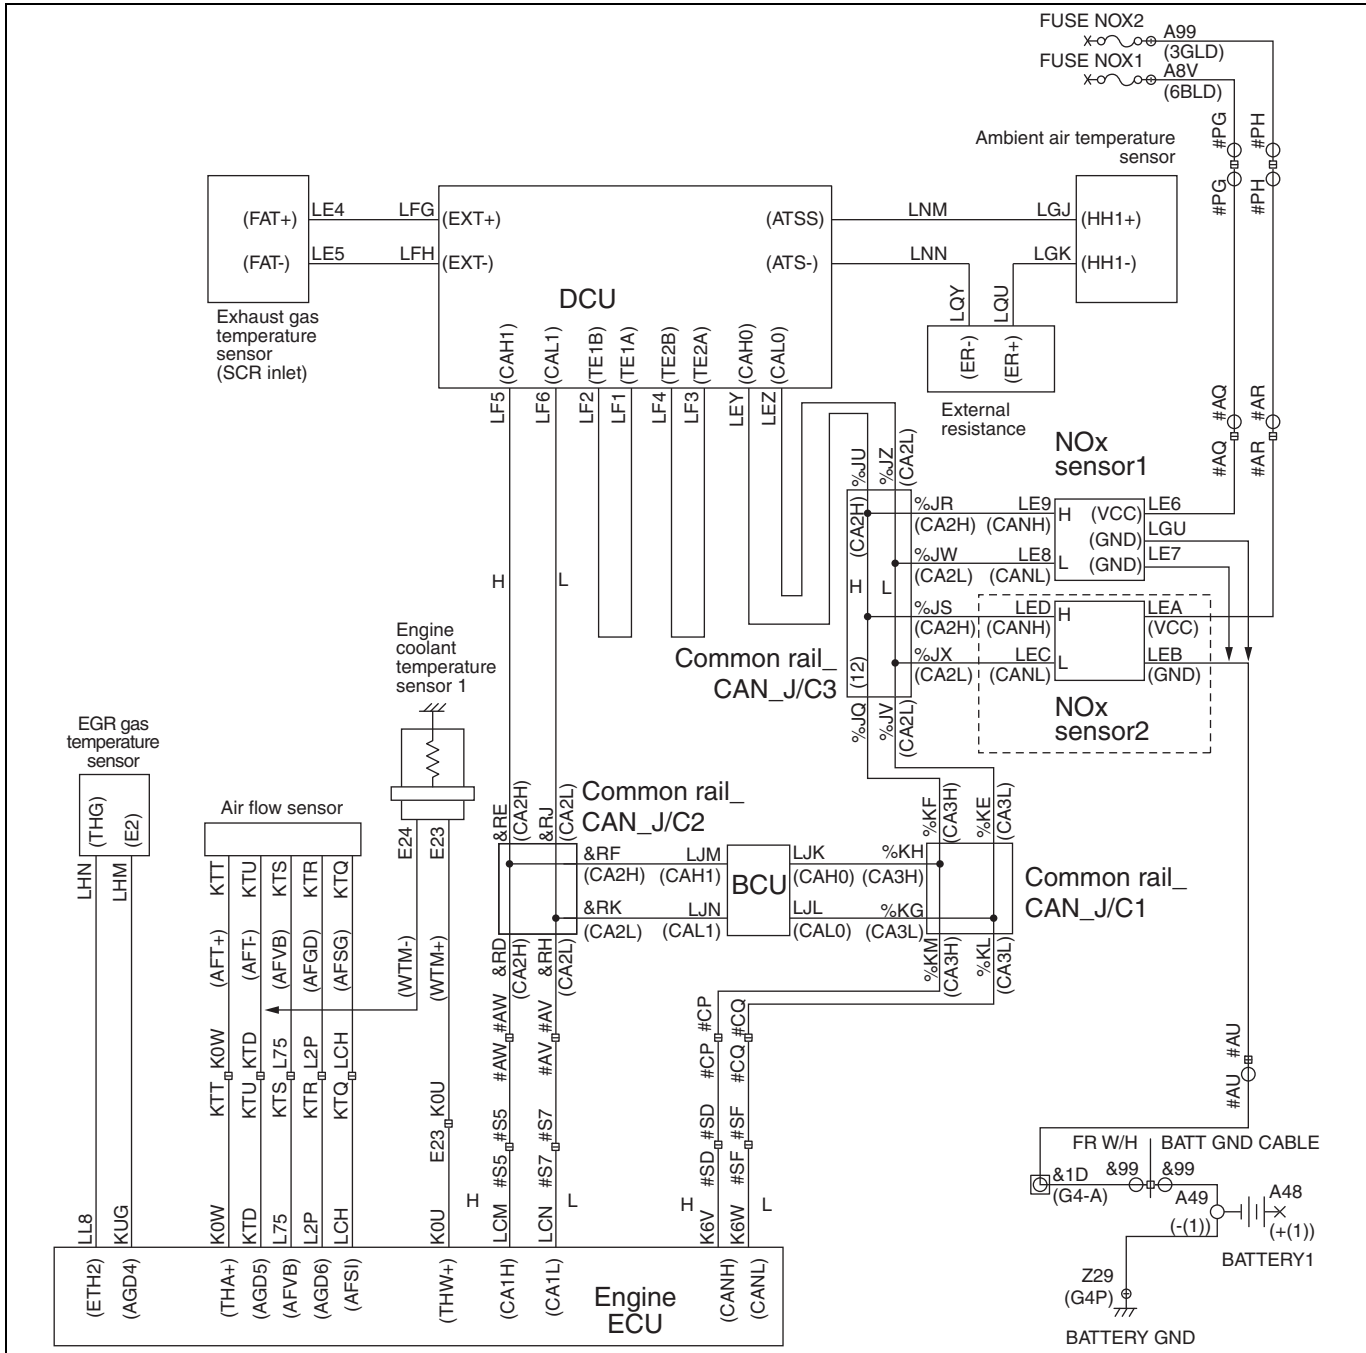 FUSE NOX2
A99
(3GLD)
FUSE NOX1
A8V
(6BLD)
#PG
#PH
#PG
#PH
Ambient air temperature
sensor
(FAT+)
LE4
LFG
(EXT+)
(ATSS)
LNM
LGJ
(HH1+)
(FAT-)
LE5
LFH
(EXT-)
(ATS-)
LNN
LGK
(HH1-)
DCU
LQY
LQU
Exhaust gas
temperature
sensor
(SCR inlet)
(CAH1)
(CAL1)
(TE1B)
(TE1A)
(TE2B)
(TE2A)
(CAH0)
(CAL0)
(ER-)
(ER+)
LF5
LF6
LF2
LF1
LF4
LF3
LEY
LEZ
External
resistance
#AQ
#AR
#AQ
#AR
%JU
%JZ
(CA2L)
NOx
sensor1
(CA2H)
%JR
(CA2H)
LE9
(CANH)
H
(VCC)
LE6
(GND)
LGU
%JW
(CA2L)
LE8
(CANL)
L
(GND)
LE7
H
L
H
L
%JS
(CA2H)
LED
(CANH)
H
LEA
(VCC)
%JX
(CA2L)
LEC
(CANL)
L
LEB
(GND)
NOx
sensor2
Common rail_
CAN_J/C3
(12)
%JQ
%JV
(CA2L)
Engine
coolant
temperature
sensor 1
EGR gas
temperature
sensor
(THG)
(E2)
Air flow sensor
E24
E23
&RE
(CA2H)
&RJ
(CA2L)
Common rail_
CAN_J/C2
%KF
(CA3H)
%KE
(CA3L)
LHN
LHM
KTT
KTU
KTS
KTR
KTQ
&RF
(CA2H)
LJM
(CAH1)
BCU
LJK
(CAH0)
%KH
(CA3H)
&RK
(CA2L)
LJN
(CAL1)
LJL
(CAL0)
%KG
(CA3L)
Common rail_
CAN_J/C1
(AFT+)
(AFT-)
(AFVB)
(AFGD)
(AFSG)
(WTM-)
(WTM+)
&RD
(CA2H)
&RH
(CA2L)
%KM
(CA3H)
%KL
(CA3L)
K0W
KTD
L75
L2P
LCH
#AW
#AV
#CP
#CQ
KTT
KTU
KTS
KTR
KTQ
K0U
E23
#AW
#AV
#CP
#CQ
#AU
#AU
#S5
#S7
#SD
#SF
#S5
#S7
#SD
#SF
FR W/H
BATT GND CABLE
&1D
(G4-A)
&99
&99
A49
(-(1))
A48
(+(1))
BATTERY1
H
L
H
L
LL8
KUG
K0W
KTD
L75
L2P
LCH
K0U
LCM
LCN
K6V
K6W
(ETH2)
(AGD4)
(THA+)
(AGD5)
(AFVB)
(AGD6)
(AFSI)
(THW+)
(CA1H)
(CA1L)
Engine
ECU
(CANH)
(CANL)
Z29
(G4P)
BATTERY GND